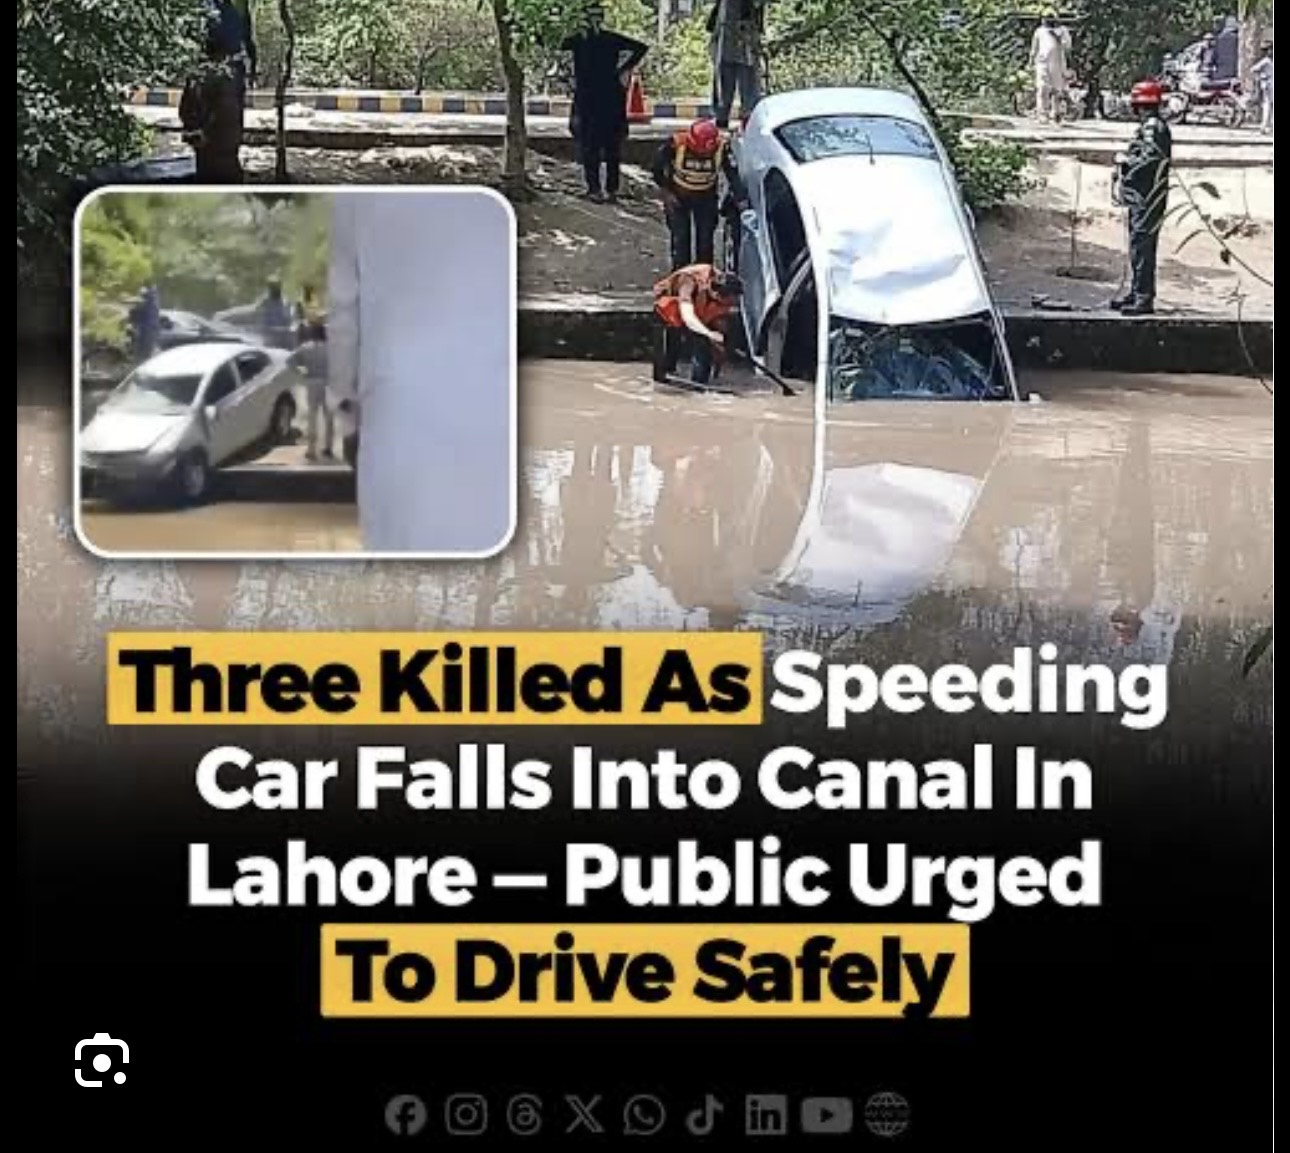 Three Killed As Speeding
Car Falls Into Canal In
Lahore – Public Urged
To Drive Safely